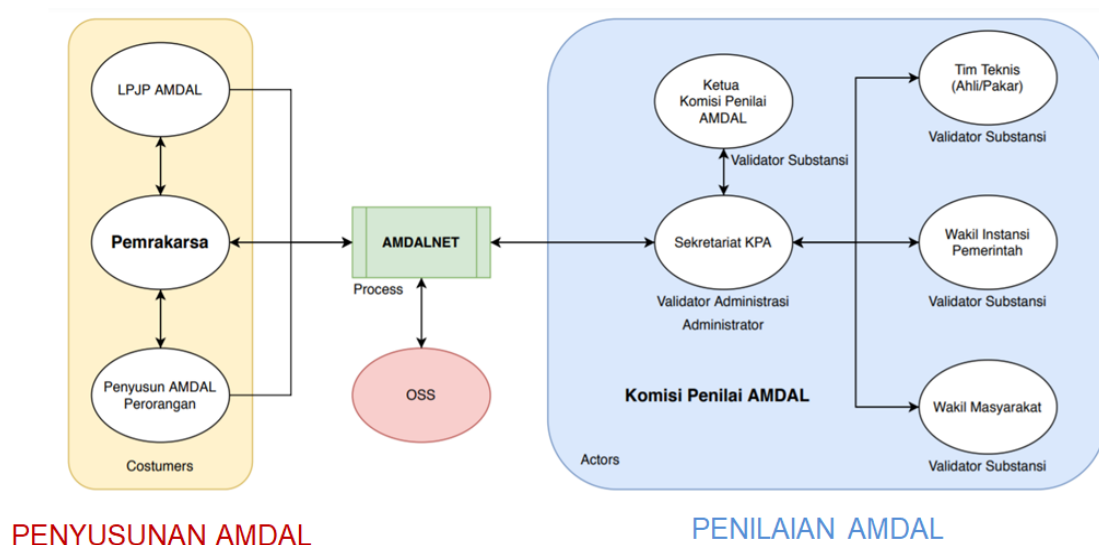 LPJP AMDAL
Pemrakarsa
Penyusun AMDAL
Perorangan
Costumers
AMDALNET
Process
OSS
Ketua
Komisi Penilai
AMDAL
Validator Substansi
Sekretariat KPA
Validator Administrasi
Administrator
Komisi Penilai AMDAL
Actors
Tim Teknis
(Ahli/Pakar)
Validator Substansi
Wakil Instansi
Pemerintah
Validator Substansi
Wakil Masyarakat
Validator Substansi
PENYUSUNAN AMDAL
PENILAIAN AMDAL